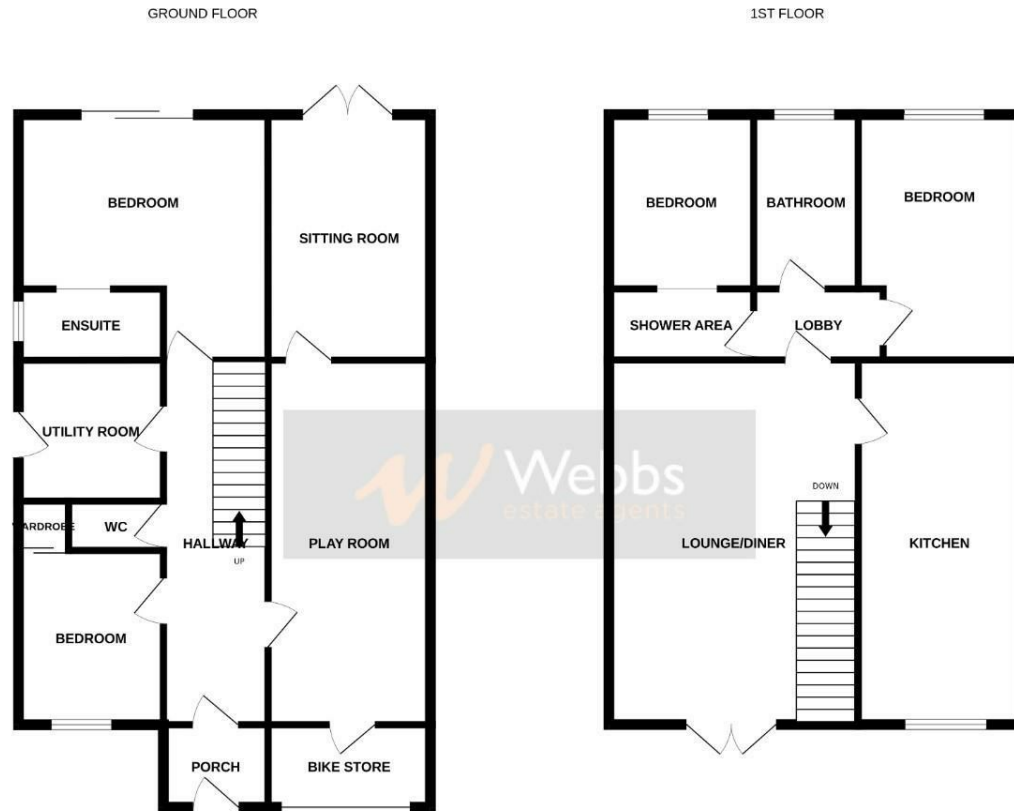 GROUND FLOOR
1ST FLOOR
BEDROOM
SITTING ROOM
ENSUITE
UTILITY ROOM
WARDROBE
WC
HALLWAY
UP
PLAY ROOM
BEDROOM
PORCH
BIKE STORE
BEDROOM
BATHROOM
BEDROOM
SHOWER AREA
LOBBY
DOWN
LOUNGE/DINER
KITCHEN
Webbs
estate agents